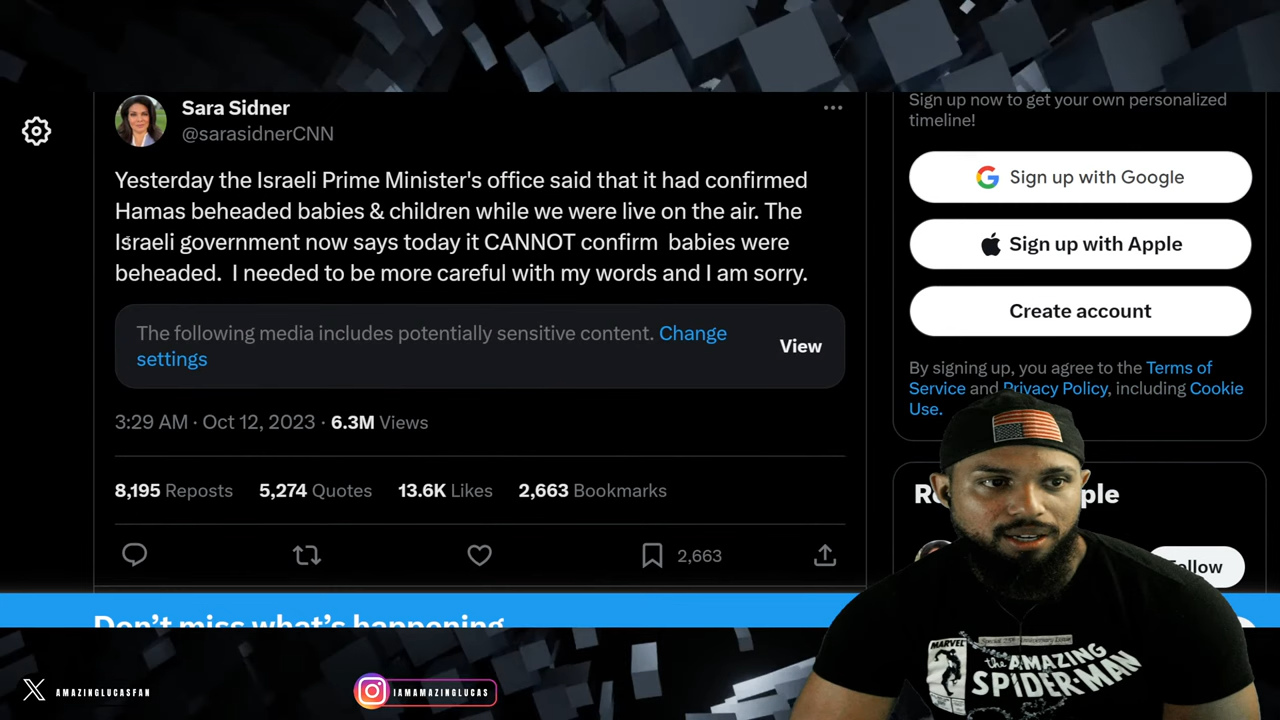 Sara Sidner
@sarasidnerCNN
Yesterday the Israeli Prime Minister's office said that it had confirmed
Hamas beheaded babies & children while we were live on the air. The
Israeli government now says today it CANNOT confirm babies were
beheaded. I needed to be more careful with my words and I am sorry.
The following media includes potentially sensitive content. Change
settings
View
3:29 AM · Oct 12, 2023 · 6.3M Views
8,195 Reposts 5,274 Quotes 13.6K Likes 2,663 Bookmarks
2,663
Don't miss what's happening
Sign up now to get your own personalized
timeline!
Sign up with Google
Sign up with Apple
Create account
By signing up, you agree to the Terms of
Service and Privacy Policy, including Cookie
Use.
MARVEL
the AMAZING
SPIDER-MAN
AMAZINGLUCASFAN
IAMAMAZINGLUCAS